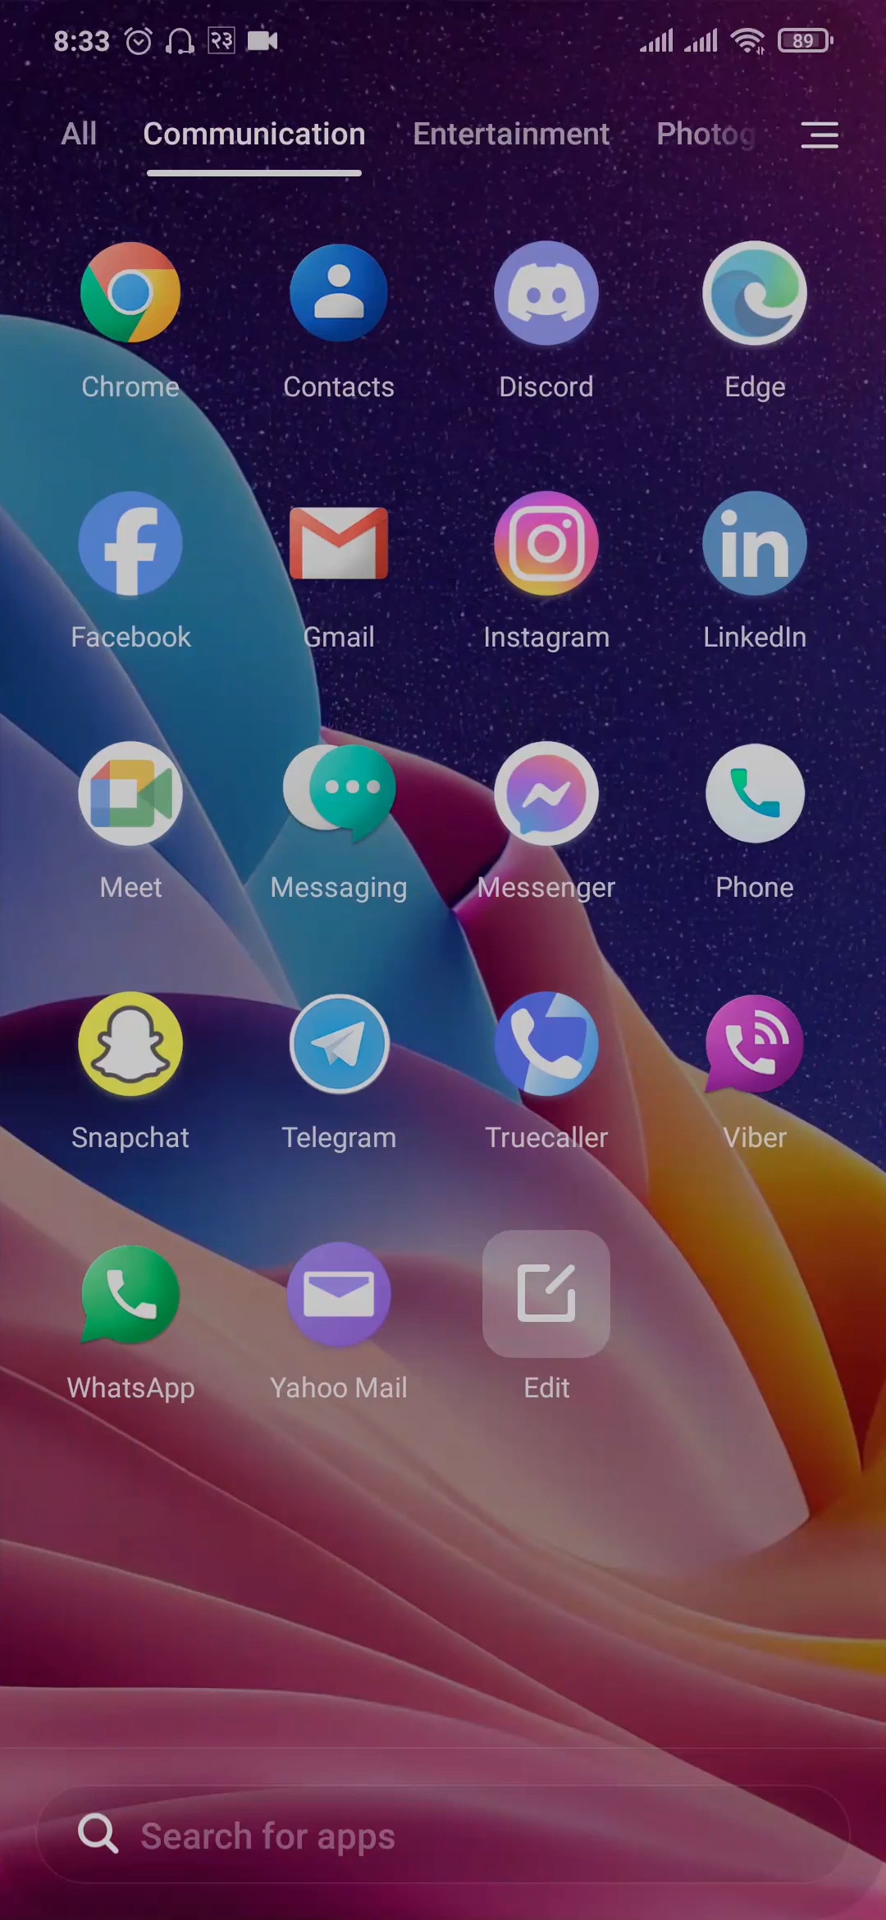 8:33 २३ 89
All Communication Entertainment Photog
Chrome Contacts Discord Edge
Facebook Gmail Instagram LinkedIn
Meet Messaging Messenger Phone
Snapchat Telegram Truecaller Viber
WhatsApp Yahoo Mail Edit
Search for apps